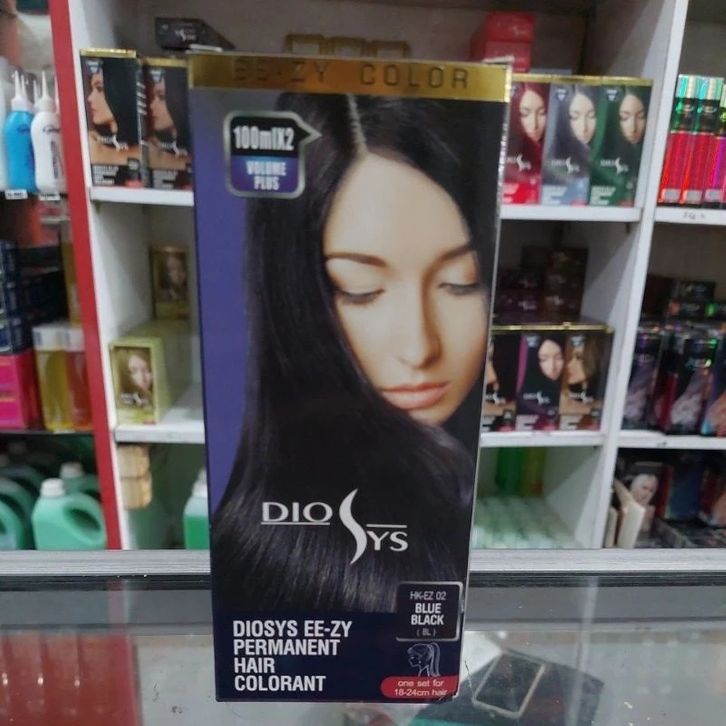 EE-ZY COLOR
100mlX2
VOLUME
PLUS
DIOSYS
HK-EZ 02
BLUE
BLACK
( BL )
DIOSYS EE-ZY
PERMANENT
HAIR
COLORANT
one set for
18-24cm hair